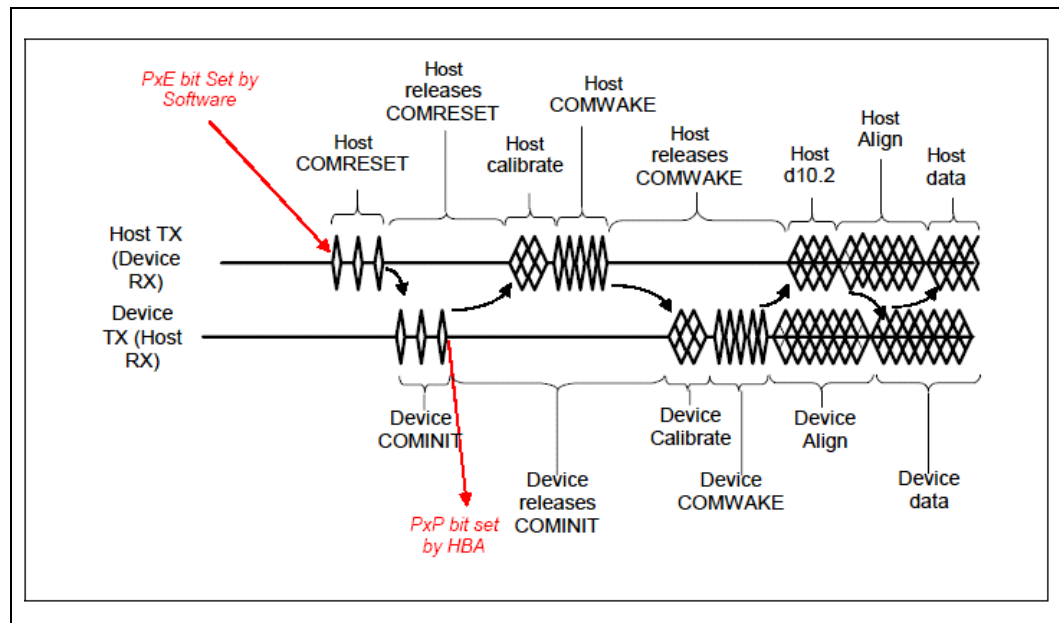 PxE bit Set by
Software
Host
COMRESET
Host
releases
COMRESET
Host
calibrate
Host
COMWAKE
Host
releases
COMWAKE
Host
d10.2
Host
Align
Host
data
Host TX
(Device
RX)
Device
TX (Host
RX)
Device
COMINIT
PxP bit set
by HBA
Device
releases
COMINIT
Device
Calibrate
Device
COMWAKE
Device
Align
Device
data